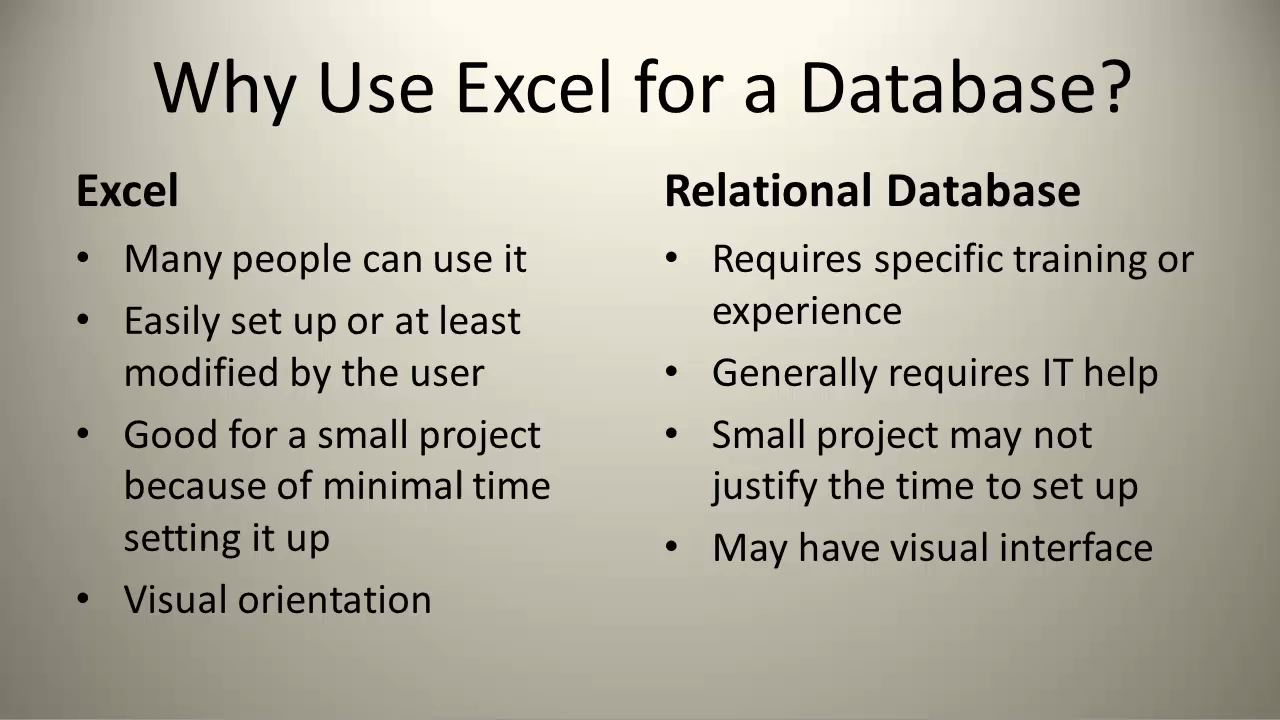 Why Use Excel for a Database?
Excel
• Many people can use it
• Easily set up or at least
modified by the user
• Good for a small project
because of minimal time
setting it up
• Visual orientation
Relational Database
• Requires specific training or
experience
• Generally requires IT help
• Small project may not
justify the time to set up
• May have visual interface